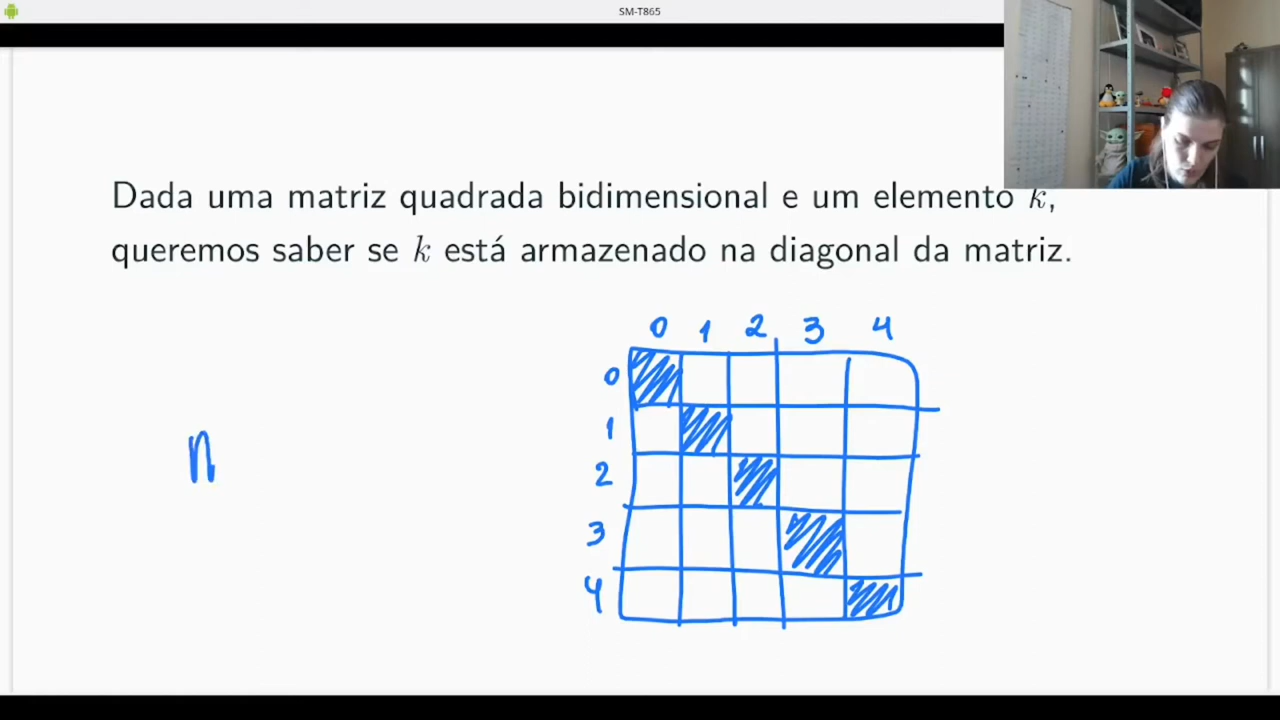 SM-T865
Dada uma matriz quadrada bidimensional e um elemento k,
queremos saber se k está armazenado na diagonal da matriz.
0 1 2 3 4
0
1
n
2
3
4